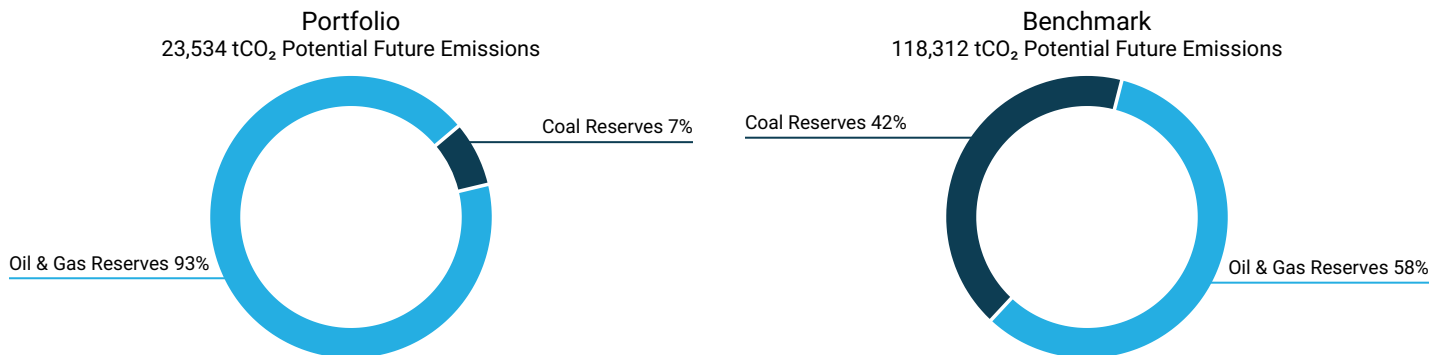 Portfolio
23,534 tCO₂ Potential Future Emissions
Coal Reserves 7%
Oil & Gas Reserves 93%
Benchmark
118,312 tCO₂ Potential Future Emissions
Coal Reserves 42%
Oil & Gas Reserves 58%